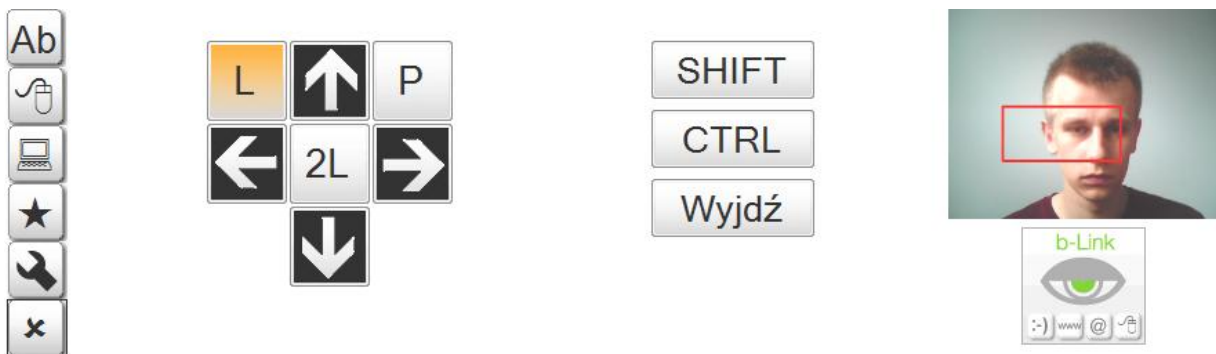 Ab
L
P
2L
SHIFT
CTRL
Wyjdź
b-Link
:-) www @